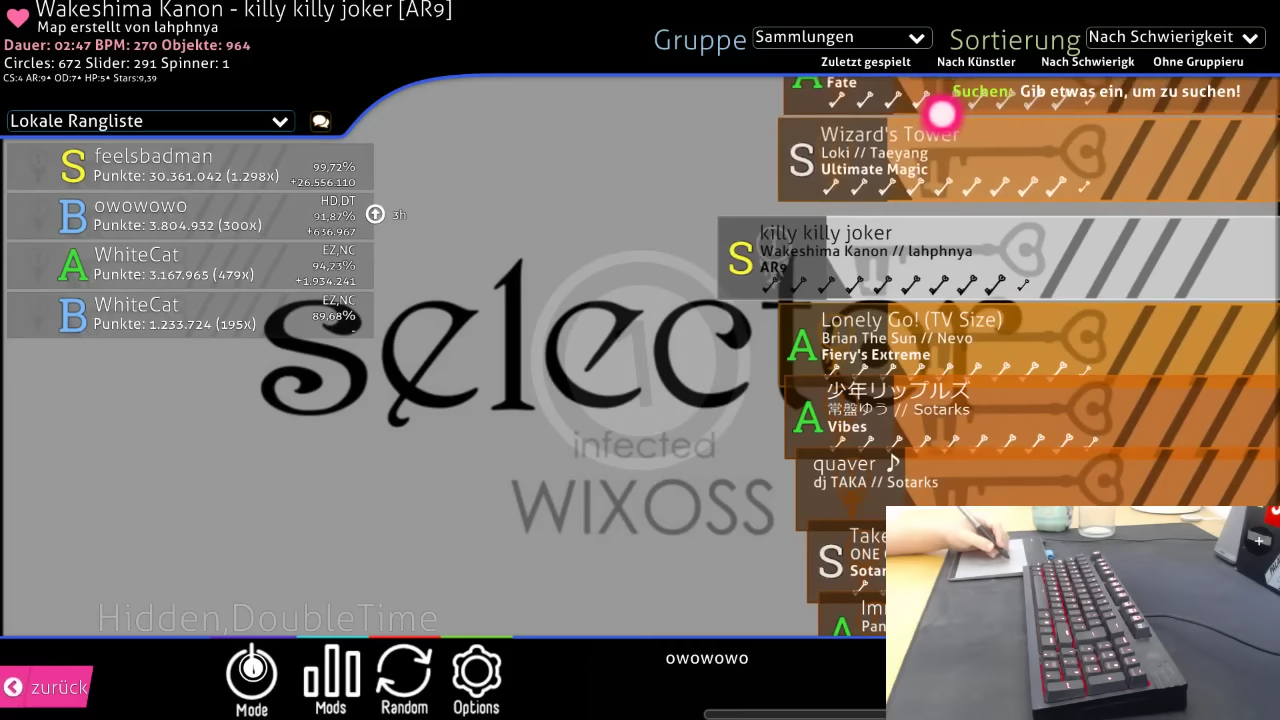 Wakeshima Kanon - killy killy joker [AR9]
Map erstellt von lahphnya
Dauer: 02:47 BPM: 270 Objekte: 964
Circles: 672 Slider: 291 Spinner: 1
CS:4 AR:9 OD:7 HP:5 Stars:9,39
Gruppe
Sammlungen
Sortierung
Nach Schwierigkeit
Zuletzt gespielt
Nach Künstler
Nach Schwierigk
Ohne Gruppieru
Suchen: Gib etwas ein, um zu suchen!
Lokale Rangliste
feelsbadman
Punkte: 30.361.042 (1.298x)
99,72%
+26.556.110
owowowo
Punkte: 3.804.932 (300x)
HD,DT
91,87%
+636.967
3h
WhiteCat
Punkte: 3.167.965 (479x)
EZ,NC
94,23%
+1.934.241
WhiteCat
Punkte: 1.233.724 (195x)
EZ,NC
89,68%
-
A
Fate
S
Wizard's Tower
Loki // Taeyang
Ultimate Magic
S
killy killy joker
Wakeshima Kanon // lahphnya
AR9
A
Lonely Go! (TV Size)
Brian The Sun // Nevo
Fiery's Extreme
A
少年リップルズ
常盤ゆう // Sotarks
Vibes
quaver ♪
dj TAKA // Sotarks
S
Take
ONE
Sotar
A
Im
Pan
selec
infected
WIXOSS
Hidden,DoubleTime
zurück
Mode
Mods
Random
Options
owowowo